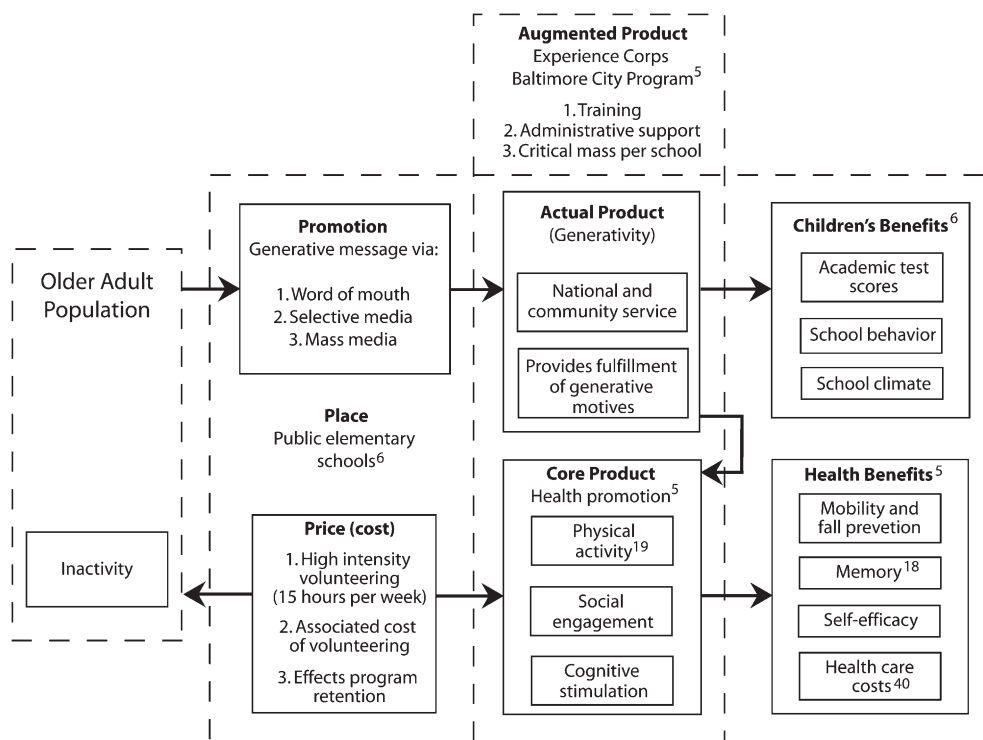 Augmented Product
Experience Corps
Baltimore City Program5
1. Training
2. Administrative support
3. Critical mass per school
Older Adult
Population
Inactivity
Promotion
Generative message via:
1. Word of mouth
2. Selective media
3. Mass media
Place
Public elementary
schools6
Price (cost)
1. High intensity
volunteering
(15 hours per week)
2. Associated cost
of volunteering
3. Effects program
retention
Actual Product
(Generativity)
National and
community service
Provides fulfillment
of generative
motives
Core Product
Health promotion5
Physical
activity19
Social
engagement
Cognitive
stimulation
Children's Benefits6
Academic test
scores
School behavior
School climate
Health Benefits5
Mobility and
fall prevetion
Memory18
Self-efficacy
Health care
costs40